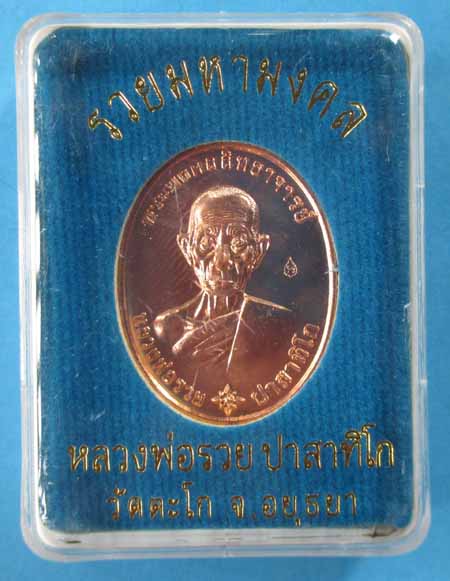 รวยมหามงคล
หลวงพ่อรวย ปาสาทิโก
หลวงพ่อรวย ปาสาทิโก
วัดตะโก จ.อยุธยา